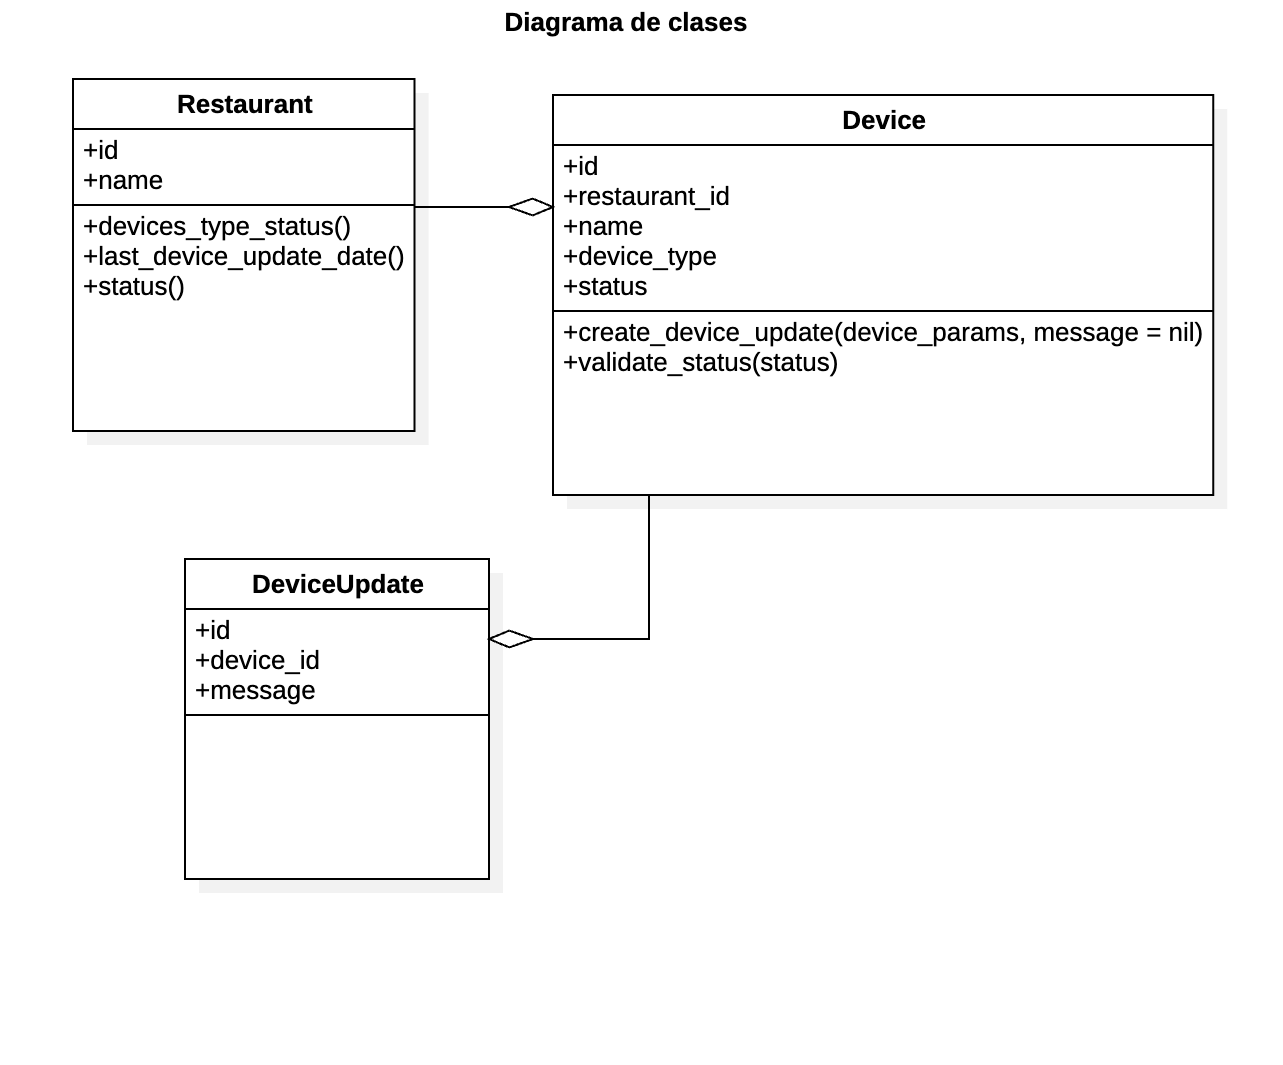 Diagrama de clases
Restaurant
+id
+name
+devices_type_status()
+last_device_update_date()
+status()
Device
+id
+restaurant_id
+name
+device_type
+status
+create_device_update(device_params, message = nil)
+validate_status(status)
DeviceUpdate
+id
+device_id
+message